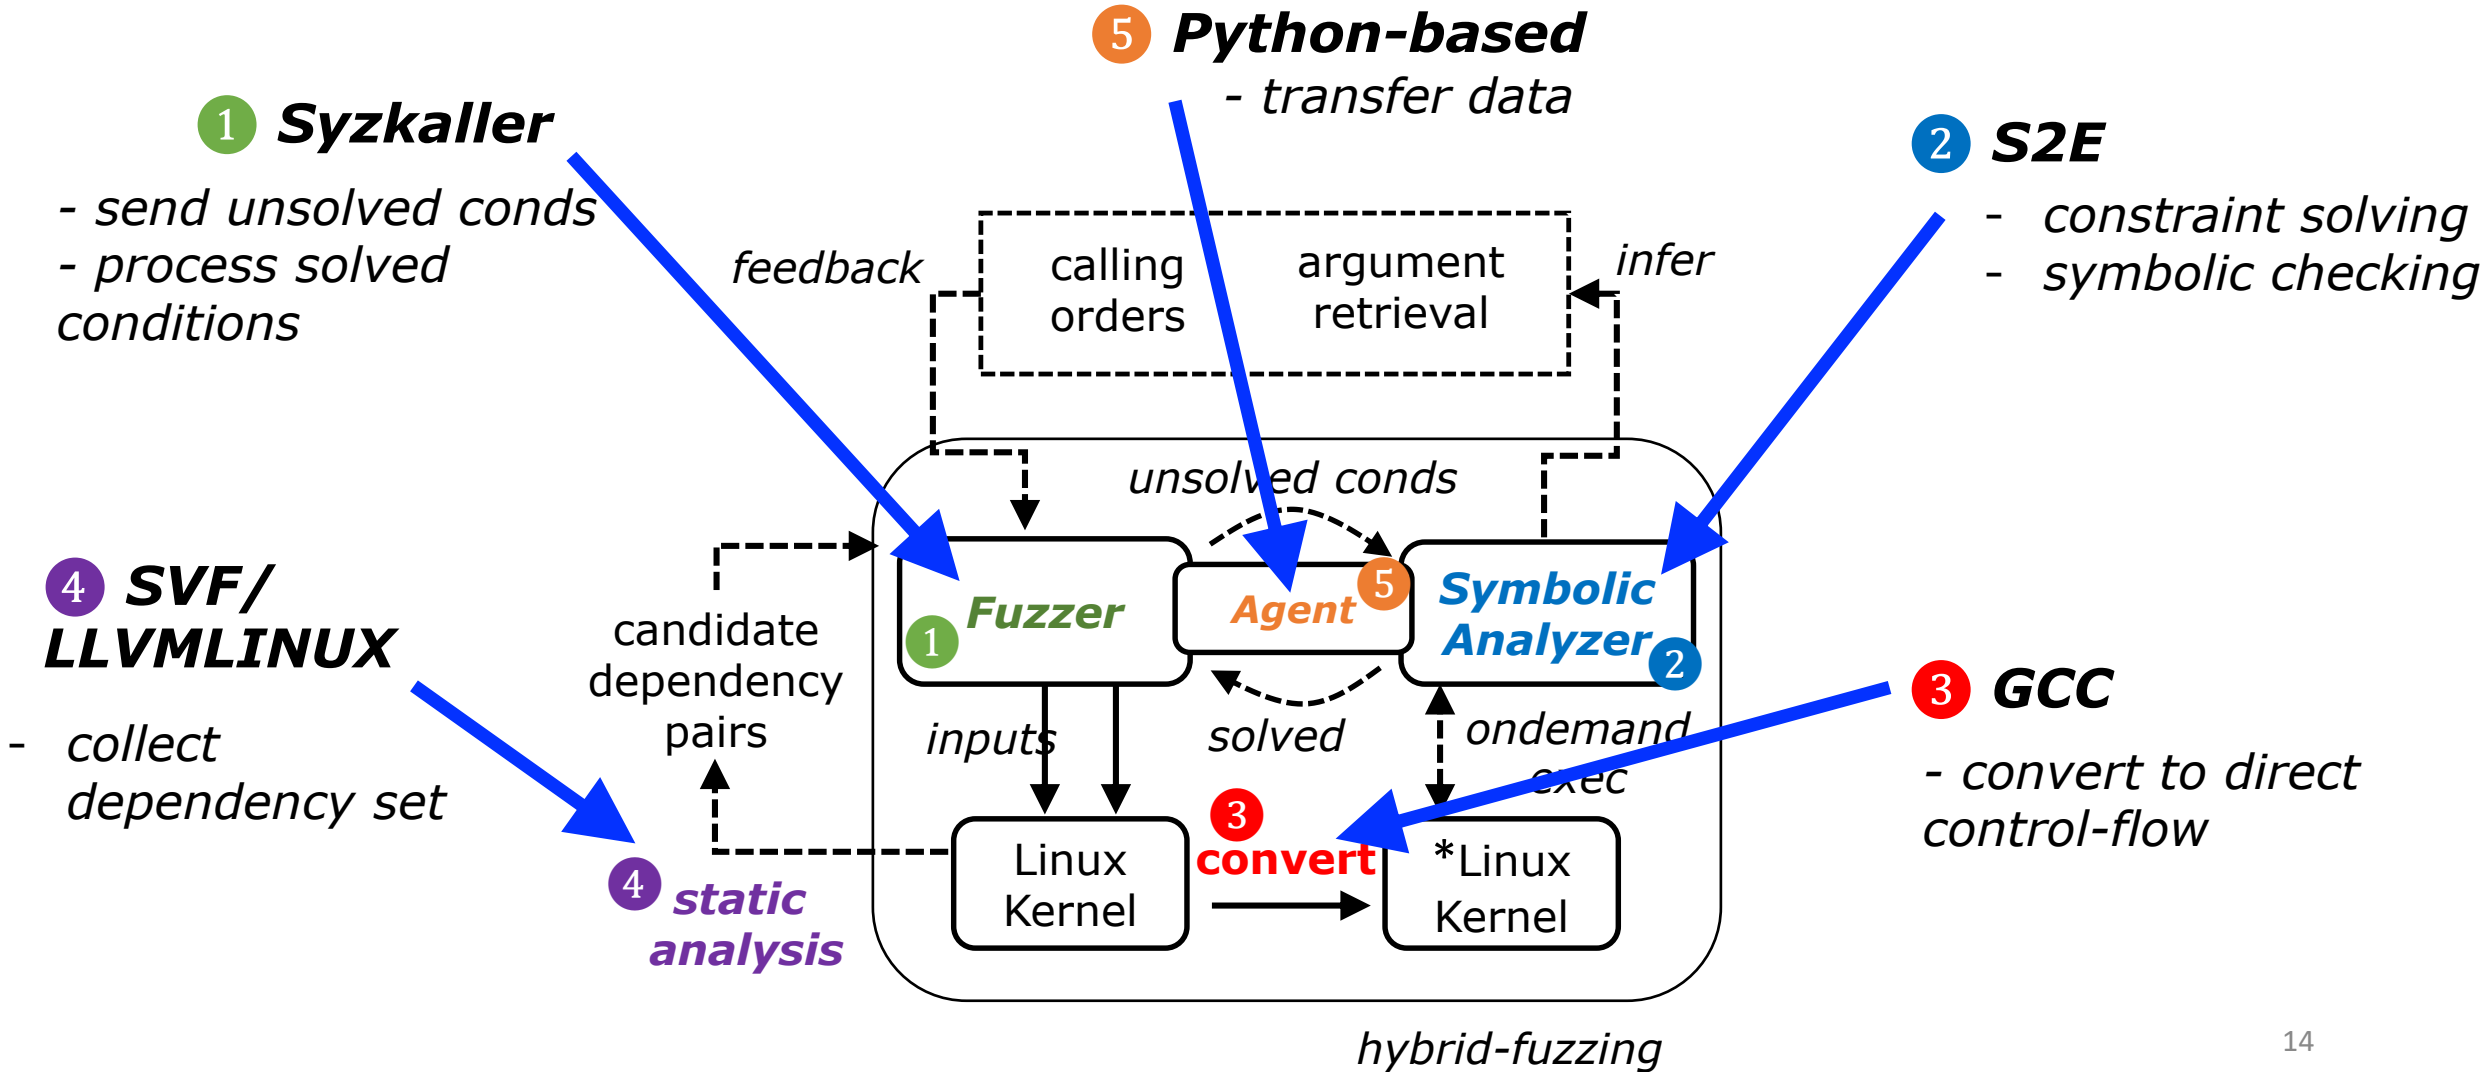 5 Python-based
- transfer data
1 Syzkaller
- send unsolved conds
- process solved
conditions
2 S2E
- constraint solving
- symbolic checking
feedback
calling
orders
argument
retrieval
infer
unsolved conds
4 SVF/
LLVMLINUX
- collect
dependency set
candidate
dependency
pairs
1 Fuzzer
Agent 5
Symbolic
Analyzer 2
inputs
solved
ondemand
exec
3 GCC
- convert to direct
control-flow
3
convert
Linux
Kernel
*Linux
Kernel
4 static
analysis
hybrid-fuzzing
14